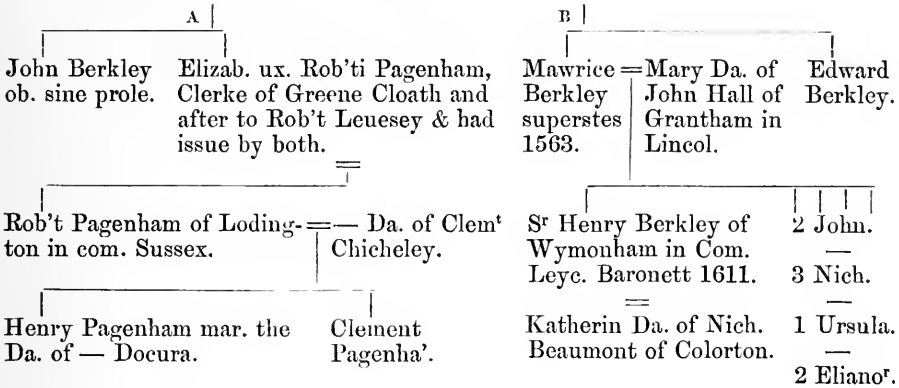 A
John Berkley
ob. sine prole.
Elizab. ux. Rob'ti Pagenham,
Clerke of Greene Cloath and
after to Rob't Leuesey & had
issue by both.
=
Rob't Pagenham of Loding-
ton in com. Sussex.
=
— Da. of Clemᵗ
Chicheley.
Henry Pagenham mar. the
Da. of — Docura.
Clement
Pagenha'.
B
Mawrice
Berkley
superstes
1563.
=
Mary Da. of
John Hall of
Grantham in
Lincol.
Edward
Berkley.
Sʳ Henry Berkley of
Wymonham in Com.
Leyc. Baronett 1611.
=
Katherin Da. of Nich.
Beaumont of Colorton.
2 John.
—
3 Nich.
—
1 Ursula.
—
2 Elianoʳ.